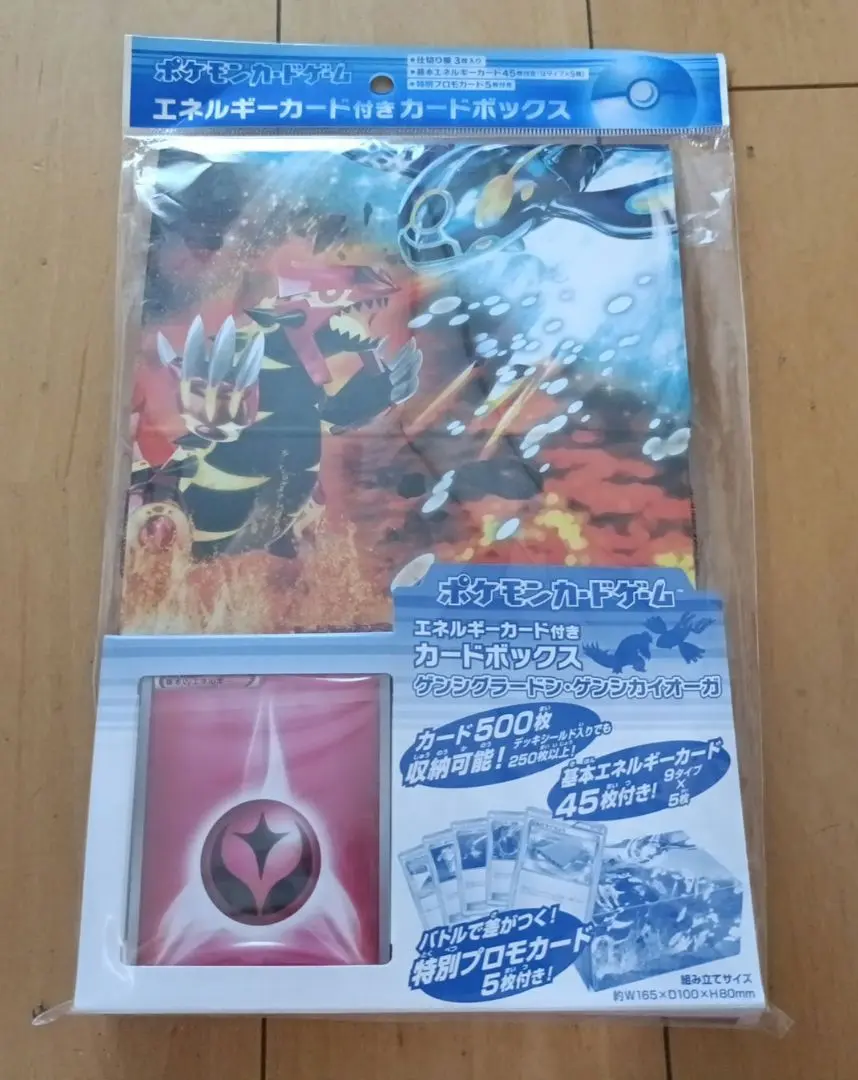 ポケモンカードゲーム
エネルギーカード付きカードボックス
●仕切り板 3枚入り
●基本エネルギーカード45枚付き(9タイプ×5枚)
●特別プロモカード5枚付き
ポケモンカードゲーム
エネルギーカード付き
カードボックス
ゲンシグラードン・ゲンシカイオーガ
カード500枚
収納可能!
デッキシールド入りでも
250枚以上!
基本エネルギーカード
45枚付き!
9タイプ
×
5枚
基本エネルギー
バトルで差がつく!
特別プロモカード
5枚付き!
組み立てサイズ
約W165×D100×H80mm